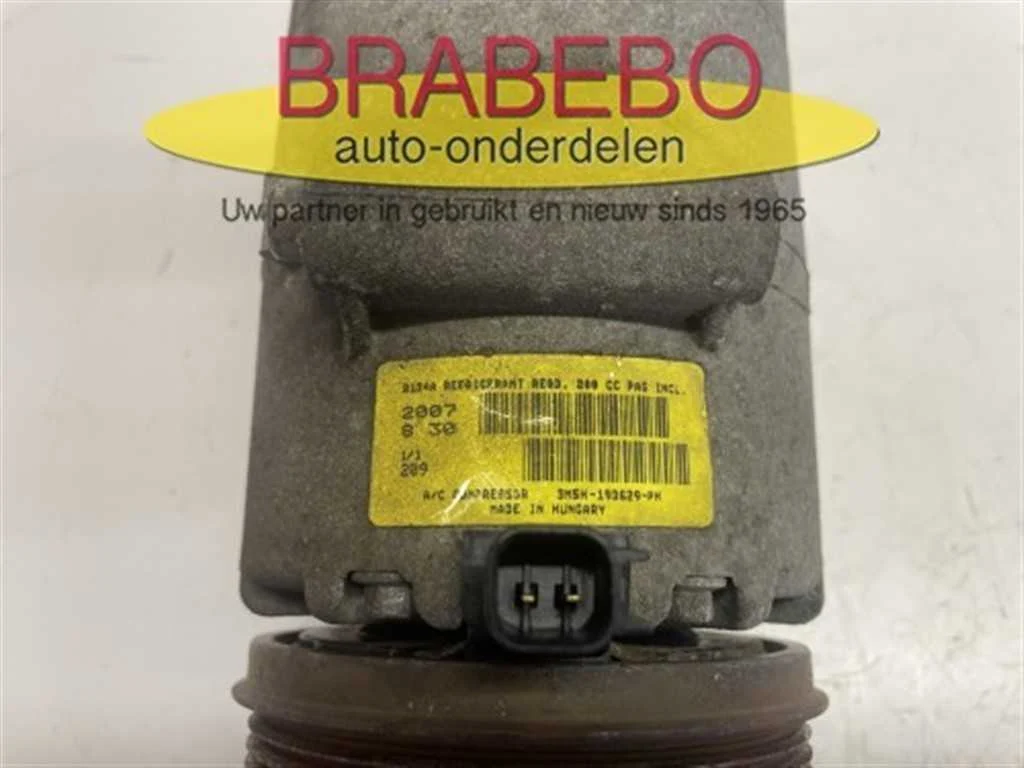 BRABEBO
auto-onderdelen
Uw partner in gebruikt en nieuw sinds 1965
R134A REFRIGERANT REQD. 200 CC PAG INCL.
2007
8 30
1/1
209
A/C COMPRESSOR 3M5H-19D629-PK
MADE IN HUNGARY